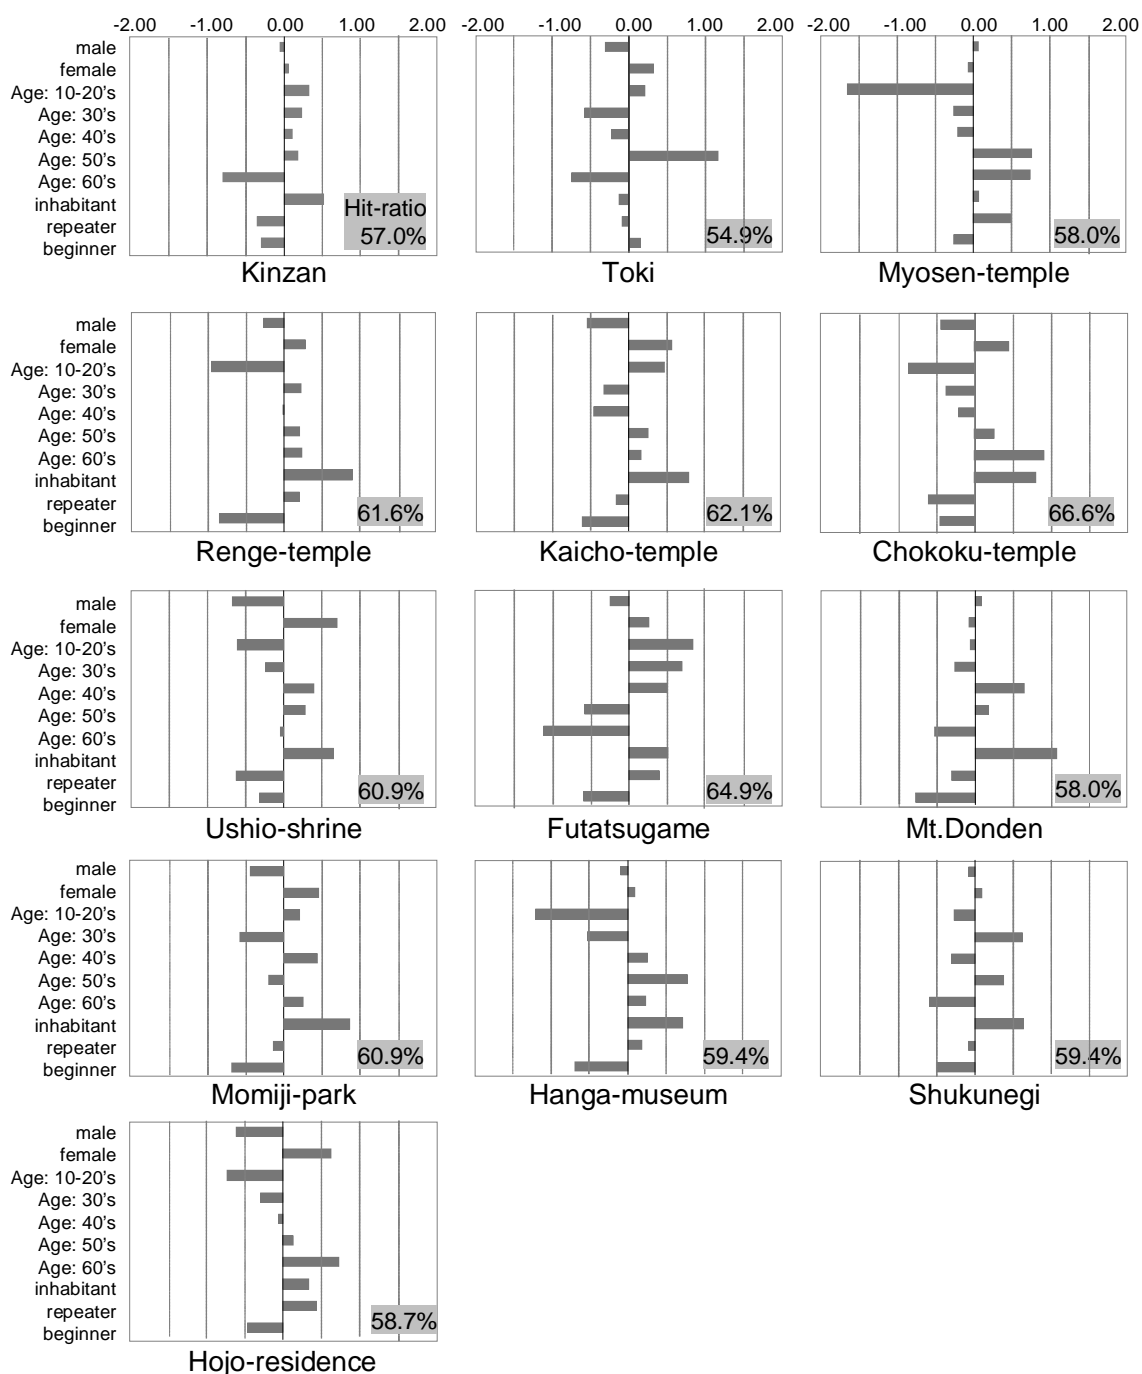 -2.00 -1.00 0.00 1.00 2.00
-2.00 -1.00 0.00 1.00 2.00
-2.00 -1.00 0.00 1.00 2.00
male
female
Age: 10-20's
Age: 30's
Age: 40's
Age: 50's
Age: 60's
inhabitant
repeater
beginner
Hit-ratio
57.0%
Kinzan
54.9%
Toki
58.0%
Myosen-temple
male
female
Age: 10-20's
Age: 30's
Age: 40's
Age: 50's
Age: 60's
inhabitant
repeater
beginner
61.6%
Renge-temple
62.1%
Kaicho-temple
66.6%
Chokoku-temple
male
female
Age: 10-20's
Age: 30's
Age: 40's
Age: 50's
Age: 60's
inhabitant
repeater
beginner
60.9%
Ushio-shrine
64.9%
Futatsugame
58.0%
Mt.Donden
male
female
Age: 10-20's
Age: 30's
Age: 40's
Age: 50's
Age: 60's
inhabitant
repeater
beginner
60.9%
Momiji-park
59.4%
Hanga-museum
59.4%
Shukunegi
male
female
Age: 10-20's
Age: 30's
Age: 40's
Age: 50's
Age: 60's
inhabitant
repeater
beginner
58.7%
Hojo-residence